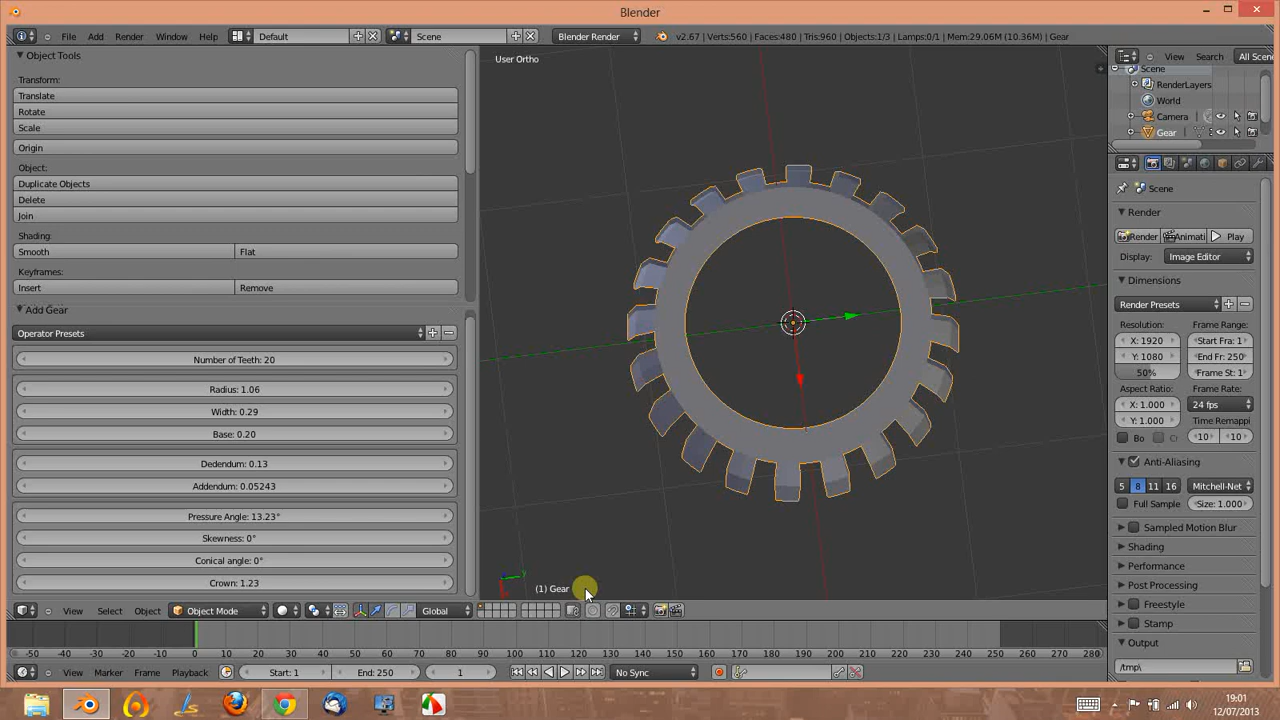 Blender
File Add Render Window Help Default Scene Blender Render v2.67 | Verts:560 | Faces:480 | Tris:960 | Objects:1/3 | Lamps:0/1 | Mem:29.06M (10.36M) | Gear
Object Tools
Transform:
Translate
Rotate
Scale
Origin
Object:
Duplicate Objects
Delete
Join
Shading:
Smooth Flat
Keyframes:
Insert Remove
Add Gear
Operator Presets
Number of Teeth: 20
Radius: 1.06
Width: 0.29
Base: 0.20
Dedendum: 0.13
Addendum: 0.05243
Pressure Angle: 13.23°
Skewness: 0°
Conical angle: 0°
Crown: 1.23
User Ortho
(1) Gear
View Select Object Object Mode Global
-50 -40 -30 -20 -10 0 10 20 30 40 50 60 70 80 90 100 110 120 130 140 150 160 170 180 190 200 210 220 230 240 250 260 270 280
View Marker Frame Playback Start: 1 End: 250 1 No Sync
View Search All Scen
Scene
RenderLayers
World
Camera
Gear
Scene
Render
Render Animati Play
Display: Image Editor
Dimensions
Render Presets
Resolution: Frame Range:
X: 1920 Start Fra: 1
Y: 1080 End Fr: 250
50% Frame St: 1
Aspect Ratio: Frame Rate:
X: 1.000 24 fps
Y: 1.000 Time Remappi
Bo Cr 10 10
Anti-Aliasing
5 8 11 16 Mitchell-Net
Full Sample Size: 1.000
Sampled Motion Blur
Shading
Performance
Post Processing
Freestyle
Stamp
Output
/tmp\
19:01
12/07/2013